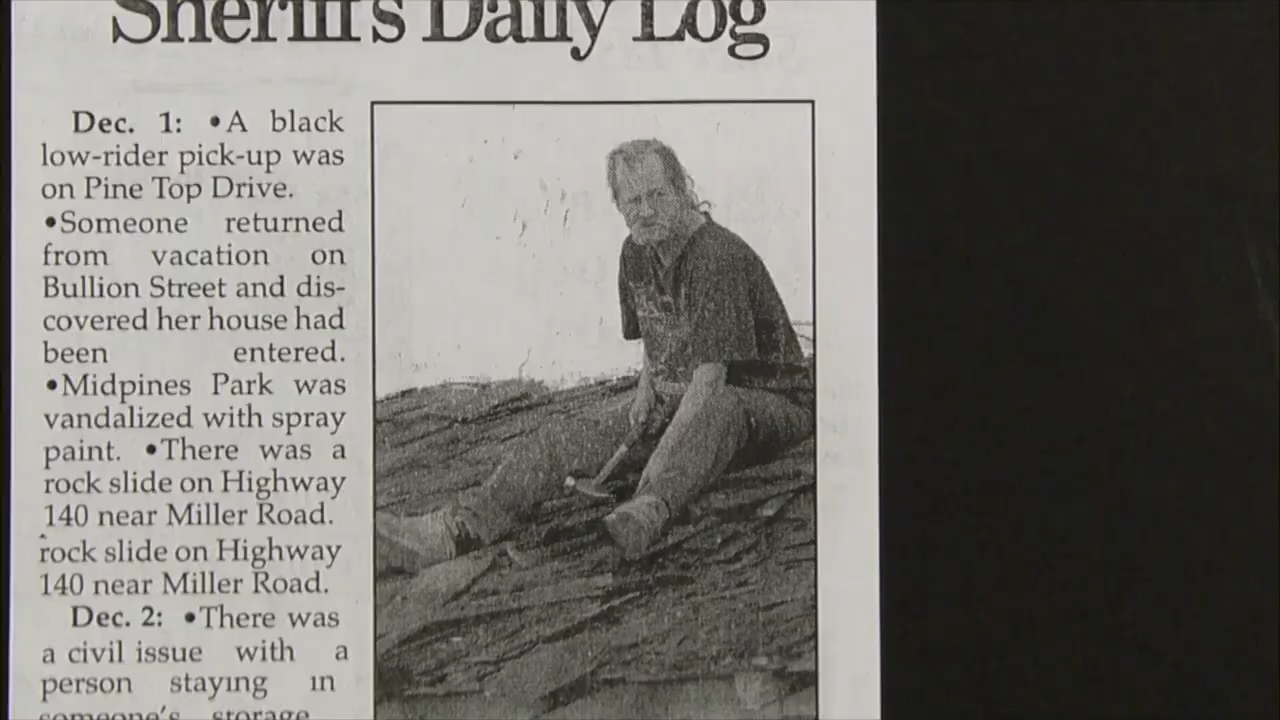 Sheriff's Daily Log
Dec. 1: •A black
low-rider pick-up was
on Pine Top Drive.
•Someone returned
from vacation on
Bullion Street and dis-
covered her house had
been entered.
•Midpines Park was
vandalized with spray
paint. •There was a
rock slide on Highway
140 near Miller Road.
rock slide on Highway
140 near Miller Road.
Dec. 2: •There was
a civil issue with a
person staying in
someone's storage